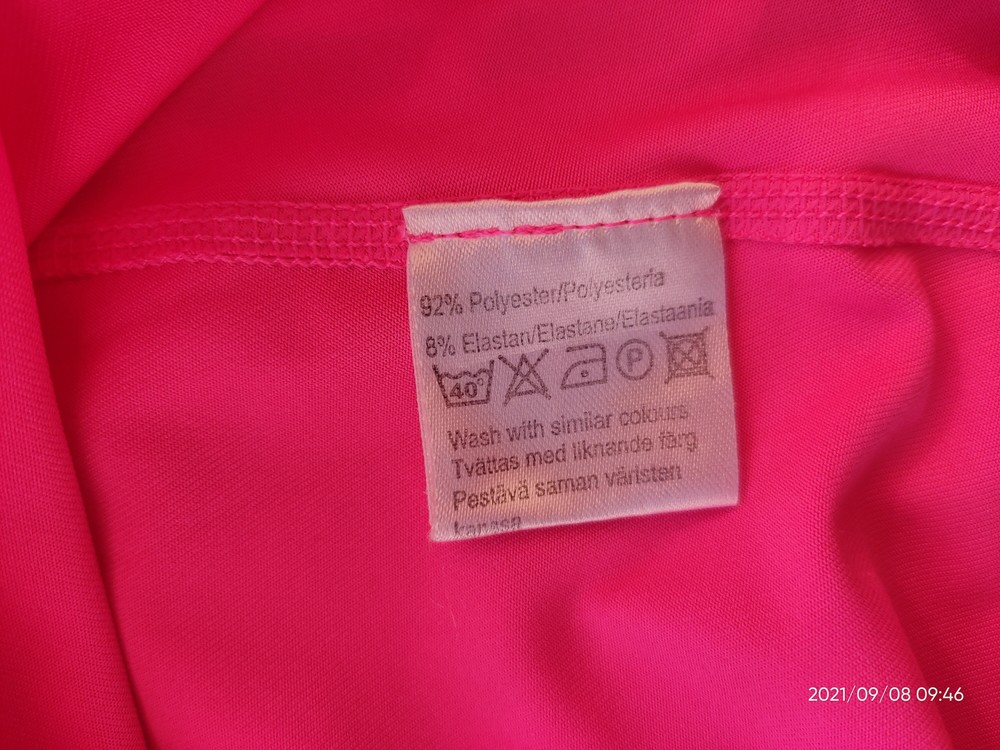 92% Polyester/Polyesteria
8% Elastan/Elastane/Elastaania
40° P
Wash with similar colours
Tvättas med liknande färg
Pestävä saman väristen
kanssa
2021/09/08 09:46